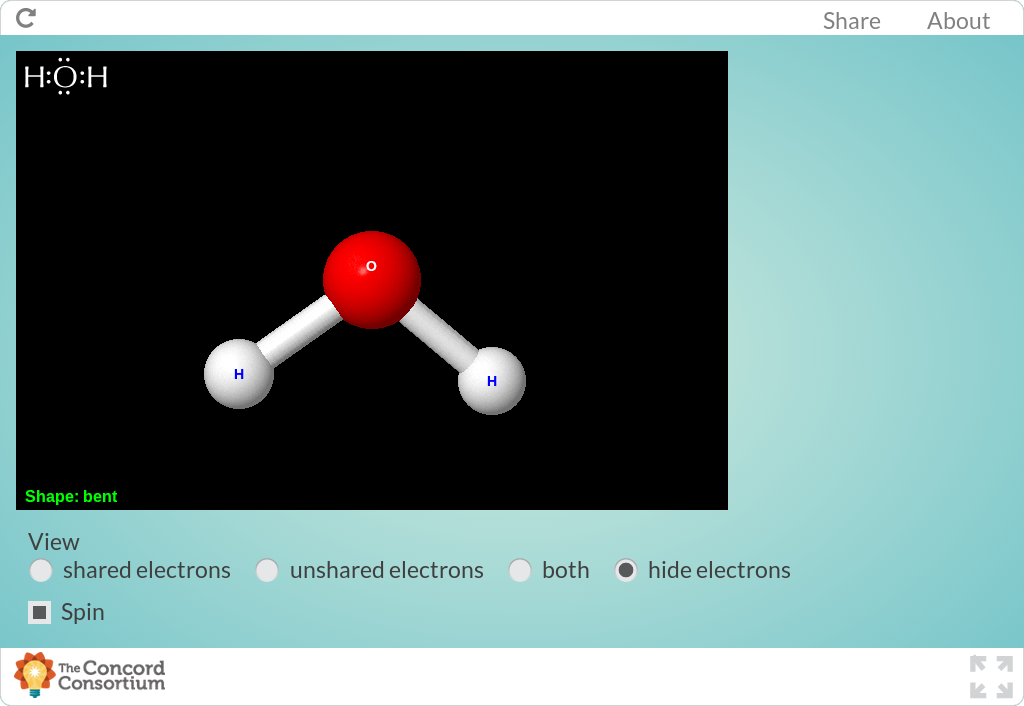 Share About
H:Ö:H
O
H H
Shape: bent
View
shared electrons unshared electrons both hide electrons
Spin
The Concord
Consortium